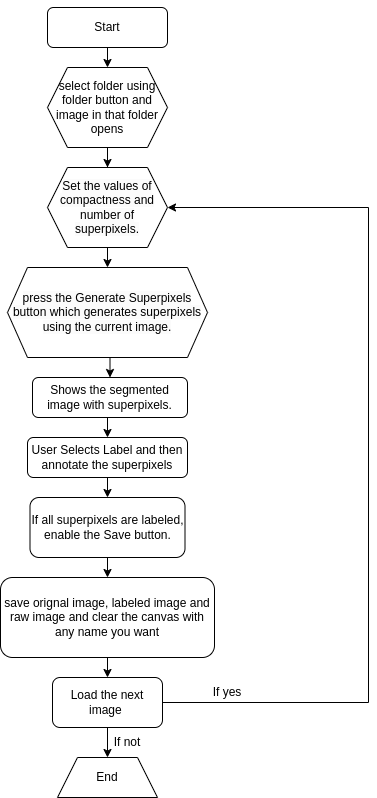 Start
select folder using
folder button and
image in that folder
opens
Set the values of
compactness and
number of
superpixels.
press the Generate Superpixels
button which generates superpixels
using the current image.
Shows the segmented
image with superpixels.
User Selects Label and then
annotate the superpixels
If all superpixels are labeled,
enable the Save button.
save orignal image, labeled image and
raw image and clear the canvas with
any name you want
Load the next
image
If yes
If not
End